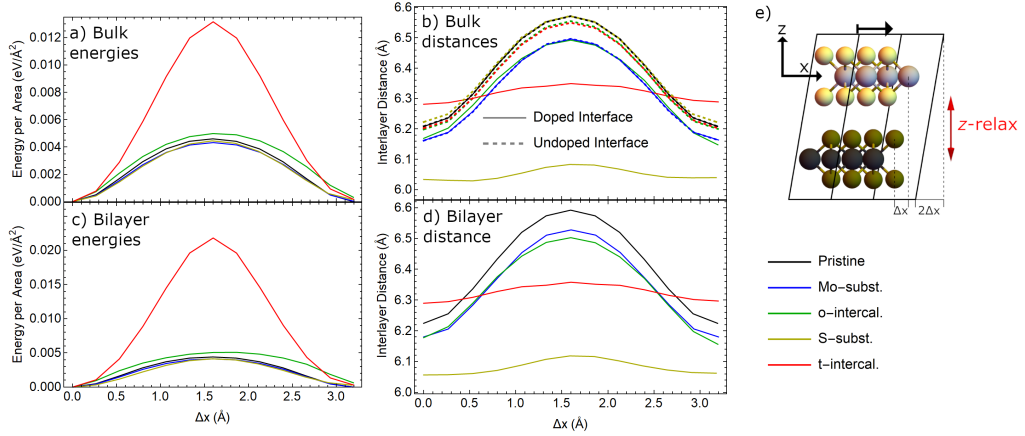 a) Bulk
energies
Energy per Area (eV/Å²)
0.012
0.010
0.008
0.006
0.004
0.002
0.000
b) Bulk
distances
Interlayer Distance (Å)
6.6
6.5
6.4
6.3
6.2
6.1
6.0
Doped Interface
Undoped Interface
e)
z
x
z-relax
Δx
2Δx
c) Bilayer
energies
Energy per Area (eV/Å²)
0.020
0.015
0.010
0.005
0.000
0.0 0.5 1.0 1.5 2.0 2.5 3.0
Δx (Å)
d) Bilayer
distance
Interlayer Distance (Å)
6.6
6.5
6.4
6.3
6.2
6.1
6.0
0.0 0.5 1.0 1.5 2.0 2.5 3.0
Δx (Å)
Pristine
Mo-subst.
o-intercal.
S-subst.
t-intercal.